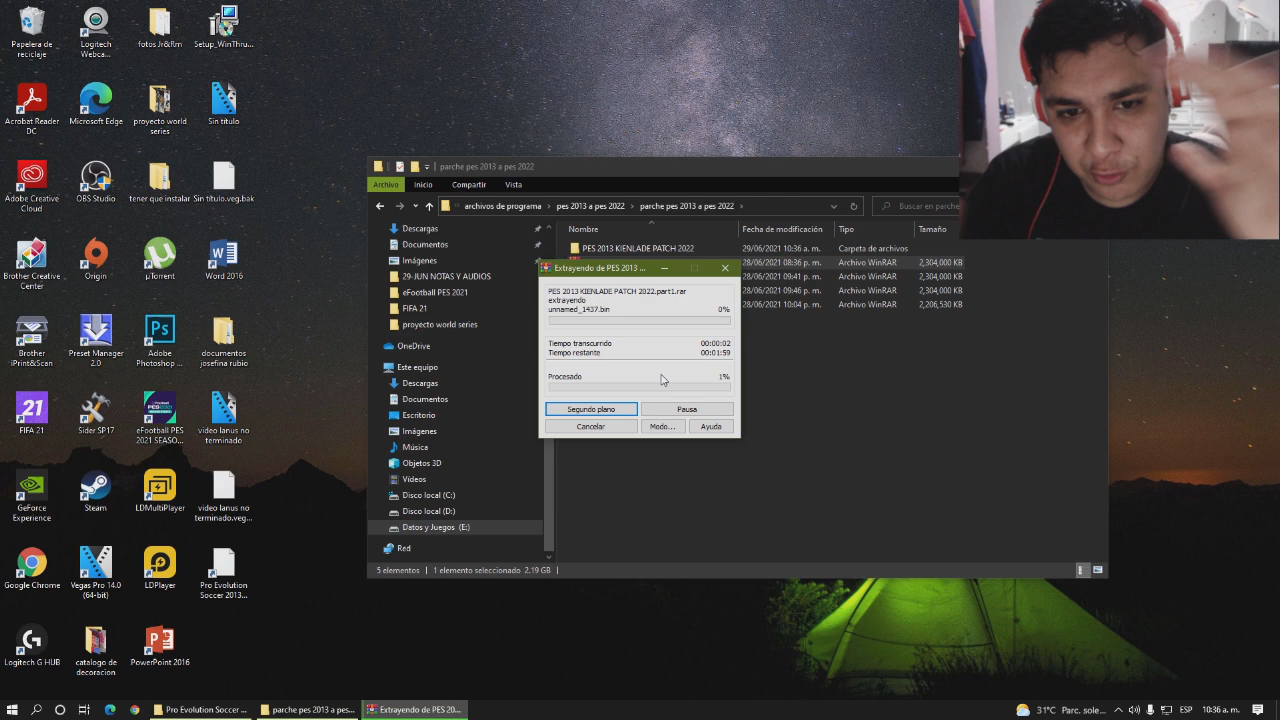 Papelera de
reciclaje
Logitech
Webca...
fotos Jr&Rm
Setup_WinThru...
Acrobat Reader
DC
Microsoft Edge
proyecto world
series
Sin título
Adobe Creative
Cloud
OBS Studio
tener que instalar
Sin título.veg.bak
Brother Creative
Center
Origin
µTorrent
Word 2016
Brother
iPrint&Scan
Preset Manager
2.0
Ps
Adobe
Photoshop ...
documentos
josefina rubio
21
FIFA 21
Sider SP17
eFootball PES
2021 SEASO...
video lanus no
terminado
GeForce
Experience
Steam
LDMultiPlayer
video lanus no
terminado.veg...
Google Chrome
Vegas Pro 14.0
(64-bit)
LDPlayer
Pro Evolution
Soccer 2013...
Logitech G HUB
catalogo de
decoracion
PowerPoint 2016
parche pes 2013 a pes 2022
Archivo Inicio Compartir Vista
archivos de programa › pes 2013 a pes 2022 › parche pes 2013 a pes 2022 ›
Buscar en parche
Nombre Fecha de modificación Tipo Tamaño
PES 2013 KIENLADE PATCH 2022 29/06/2021 10:36 a. m. Carpeta de archivos
28/06/2021 08:36 p. m. Archivo WinRAR 2,304,000 KB
28/06/2021 09:41 p. m. Archivo WinRAR 2,304,000 KB
28/06/2021 09:46 p. m. Archivo WinRAR 2,304,000 KB
28/06/2021 10:04 p. m. Archivo WinRAR 2,206,530 KB
Descargas
Documentos
Imágenes
29-JUN NOTAS Y AUDIOS
eFootball PES 2021
FIFA 21
proyecto world series
OneDrive
Este equipo
Descargas
Documentos
Escritorio
Imágenes
Música
Objetos 3D
Vídeos
Disco local (C:)
Disco local (D:)
Datos y Juegos (E:)
Red
5 elementos 1 elemento seleccionado 2,19 GB
Extrayendo de PES 2013 ...
PES 2013 KIENLADE PATCH 2022.part1.rar
extrayendo
unnamed_1437.bin 0%
Tiempo transcurrido 00:00:02
Tiempo restante 00:01:59
Procesado 1%
Segundo plano Pausa
Cancelar Modo... Ayuda
Pro Evolution Soccer ...
parche pes 2013 a pes...
Extrayendo de PES 20...
31°C Parc. sole...
ESP
10:36 a. m.